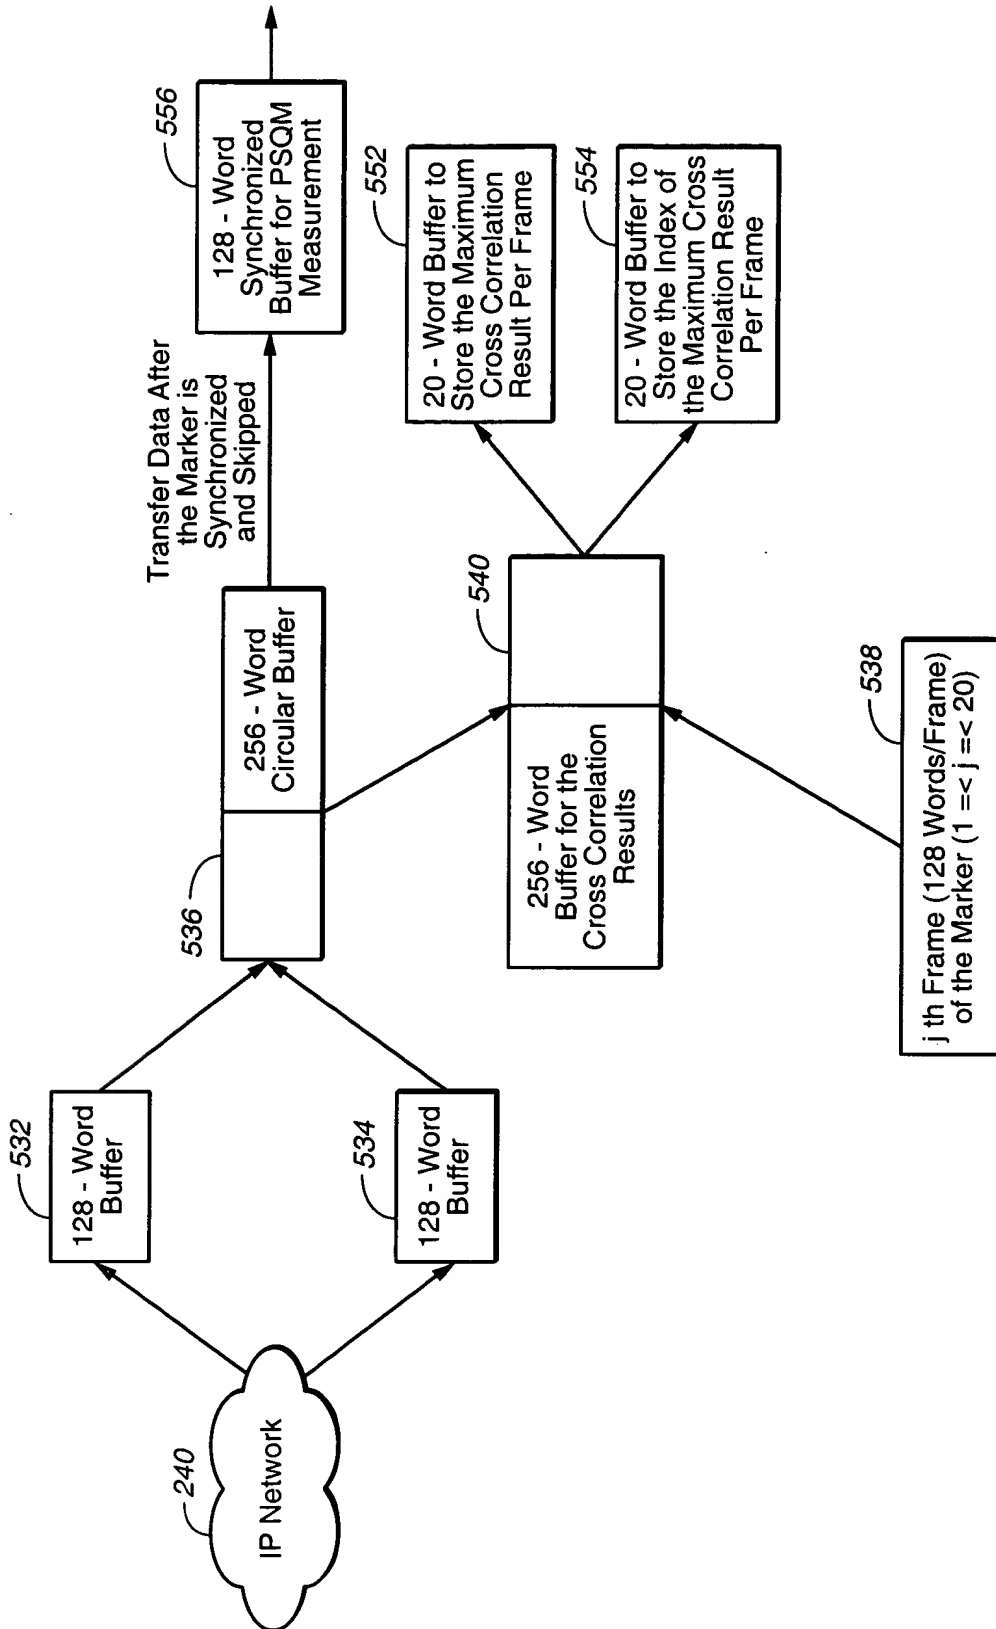 240
IP Network
532
128 - Word
Buffer
534
128 - Word
Buffer
536
256 - Word
Circular Buffer
Transfer Data After
the Marker is
Synchronized
and Skipped
556
128 - Word
Synchronized
Buffer for PSQM
Measurement
540
256 - Word
Buffer for the
Cross Correlation
Results
552
20 - Word Buffer to
Store the Maximum
Cross Correlation
Result Per Frame
554
20 - Word Buffer to
Store the Index of
the Maximum Cross
Correlation Result
Per Frame
538
j th Frame (128 Words/Frame)
of the Marker (1 =< j =< 20)